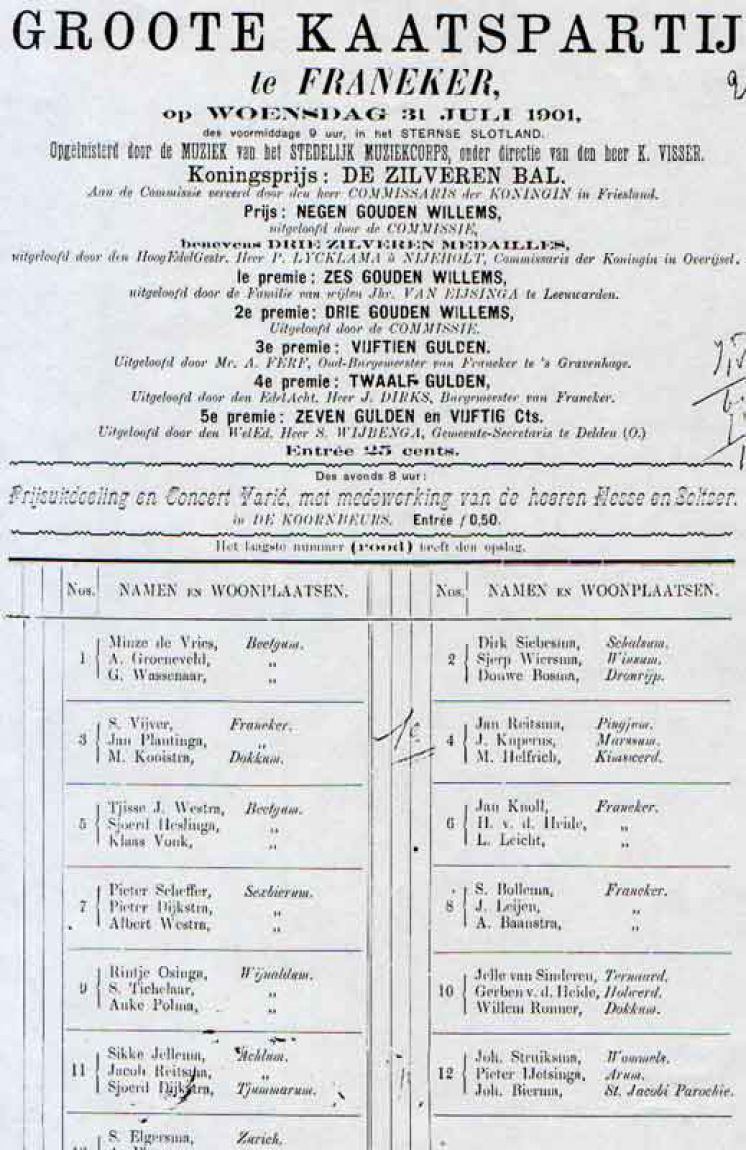 GROOTE KAATSPARTIJ
te FRANEKER,
op WOENSDAG 31 JULI 1901,
des voormiddags 9 uur, in het STERNSE SLOTLAND.
Opgeluisterd door de MUZIEK van het STEDELIJK MUZIEKCORPS, onder directie van den heer K. VISSER.
Koningsprijs: DE ZILVEREN BAL.
Aan de Commissie vereerd door den heer COMMISSARIS der KONINGIN in Friesland.
Prijs: NEGEN GOUDEN WILLEMS,
uitgeloofd door de COMMISSIE,
benevens DRIE ZILVEREN MEDAILLES,
uitgeloofd door den HoogEdelGestr. Heer P. LYCKLAMA à NIJEHOLT, Commissaris der Koningin in Overijsel.
1e premie: ZES GOUDEN WILLEMS,
uitgeloofd door de Familie van wijlen Jhr. VAN EIJSINGA te Leeuwarden.
2e premie: DRIE GOUDEN WILLEMS,
Uitgeloofd door de COMMISSIE.
3e premie: VIJFTIEN GULDEN.
Uitgeloofd door Mr. A. FERF, Oud-Burgemeester van Franeker te 's Gravenhage.
4e premie: TWAALF GULDEN,
Uitgeloofd door den EdelAcht. Heer J. DIRKS, Burgemeester van Franeker.
5e premie: ZEVEN GULDEN en VIJFTIG Cts.
Uitgeloofd door den WelEd. Heer S. WIJBENGA, Gemeente-Secretaris te Delden (O.)
Entrée 25 cents.
Des avonds 8 uur:
Prijsuitdeeling en Concert Varié, met medewerking van de heeren Hesse en Soltser.
in DE KOORNBEURS. Entrée f 0,50.
Het laagste nummer (rood) heeft den opslag.
Nos. NAMEN EN WOONPLAATSEN.
1 Minze de Vries, Beetgum.
A. Groeneveld, „
G. Wassenaar, „
3 S. Vijver, Franeker.
Jan Plantinga, „
M. Kooistra, Dokkum.
5 Tjisse J. Westra, Beetgum.
Sjoerd Heslinga, „
Klaas Vonk, „
7 Pieter Scheffer, Sexbierum.
Pieter Dijkstra, „
Albert Westra, „
9 Rintje Osinga, Wijnaldum.
S. Tichelaar, „
Anke Polma, „
11 Sikke Jellema, Achlum.
Jacob Reitsma, „
Sjoerd Dijkstra, Tjummarum.
S. Elgersma, Zurich.
Nos. NAMEN EN WOONPLAATSEN.
2 Dirk Siebesma, Schalsum.
Sjerp Wiersma, Winsum.
Douwe Bosma, Dronrijp.
1e
4 Jan Reitsma, Pingjum.
J. Kuperus, Marssum.
M. Helfrich, Kimswerd.
6 Jan Knoll, Franeker.
H. v. d. Heide, „
L. Leicht, „
8 S. Bollema, Franeker.
J. Leijen, „
A. Baanstra, „
10 Jelle van Sinderen, Ternaard.
Gerben v. d. Heide, Holwerd.
Willem Ronner, Dokkum.
12 Joh. Struiksma, Wommels.
Pieter IJetsinga, Arum.
Joh. Bierma, St. Jacobi Parochie.